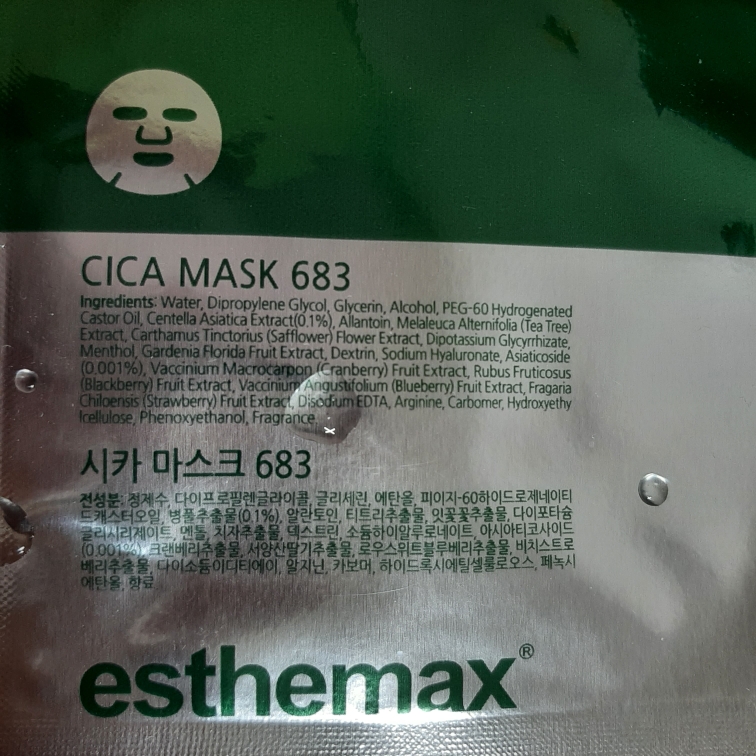 CICA MASK 683
Ingredients: Water, Dipropylene Glycol, Glycerin, Alcohol, PEG-60 Hydrogenated
Castor Oil, Centella Asiatica Extract(0.1%), Allantoin, Melaleuca Alternifolia (Tea Tree)
Extract, Carthamus Tinctorius (Safflower) Flower Extract, Dipotassium Glycyrrhizate,
Menthol, Gardenia Florida Fruit Extract, Dextrin, Sodium Hyaluronate, Asiaticoside
(0.001%), Vaccinium Macrocarpon (Cranberry) Fruit Extract, Rubus Fruticosus
(Blackberry) Fruit Extract, Vaccinium Angustifolium (Blueberry) Fruit Extract, Fragaria
Chiloensis (Strawberry) Fruit Extract, Disodium EDTA, Arginine, Carbomer, Hydroxyethy
lcellulose, Phenoxyethanol, Fragrance
시카 마스크 683
전성분: 정제수, 다이프로필렌글라이콜, 글리세린, 에탄올, 피이지-60하이드로제네이티
드캐스터오일, 병풀추출물(0.1%), 알란토인, 티트리추출물, 잇꽃꽃추출물, 다이포타슘
글리시리제이트, 멘톨, 치자추출물, 덱스트린, 소듐하이알루로네이트, 아시아티코사이드
(0.001%), 크랜베리추출물, 서양산딸기추출물, 로우스위트블루베리추출물, 비치스트로
베리추출물, 다이소듐이디티에이, 알지닌, 카보머, 하이드록시에틸셀룰로오스, 페녹시
에탄올, 향료
esthemax®